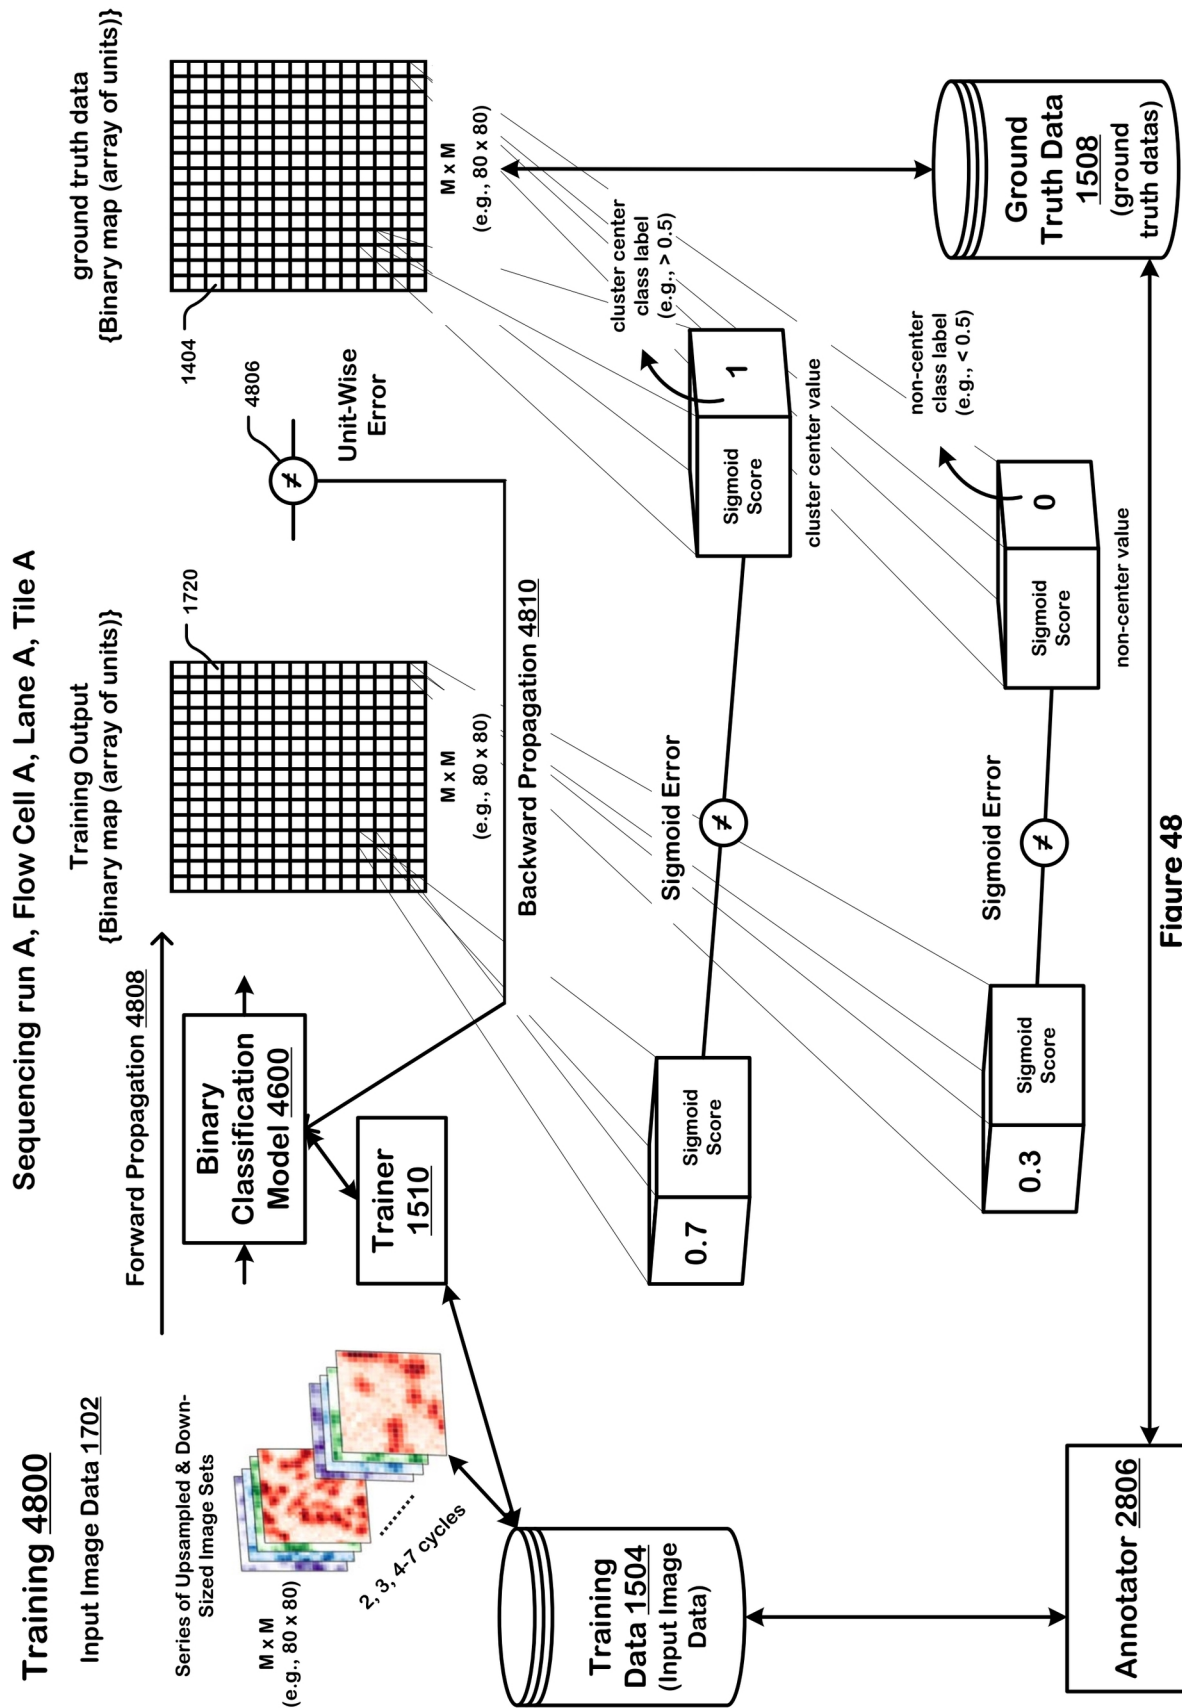 Sequencing run A, Flow Cell A, Lane A, Tile A
Training 4800
Input Image Data 1702
Series of Upsampled & Down-
Sized Image Sets
M x M
(e.g., 80 x 80)
2, 3, 4-7 cycles
Forward Propagation 4808
Binary
Classification
Model 4600
Trainer
1510
Training Output
{Binary map (array of units)}
1720
M x M
(e.g., 80 x 80)
4806
≠
Unit-Wise
Error
Backward Propagation 4810
ground truth data
{Binary map (array of units)}
1404
M x M
(e.g., 80 x 80)
Training
Data 1504
(Input Image
Data)
0.7
Sigmoid
Score
Sigmoid Error
≠
Sigmoid
Score
1
cluster center
class label
(e.g., > 0.5)
cluster center value
0.3
Sigmoid
Score
Sigmoid Error
≠
Sigmoid
Score
0
non-center
class label
(e.g., < 0.5)
non-center value
Ground
Truth Data
1508
(ground
truth datas)
Annotator 2806
Figure 48